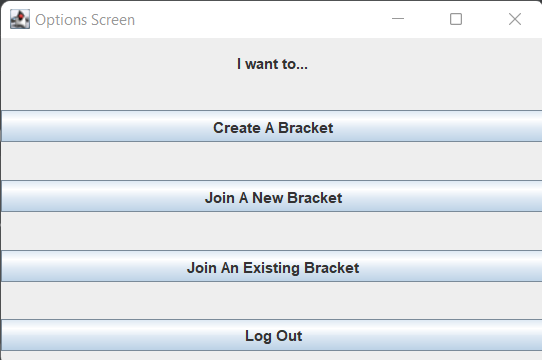 Options Screen
I want to...
Create A Bracket
Join A New Bracket
Join An Existing Bracket
Log Out